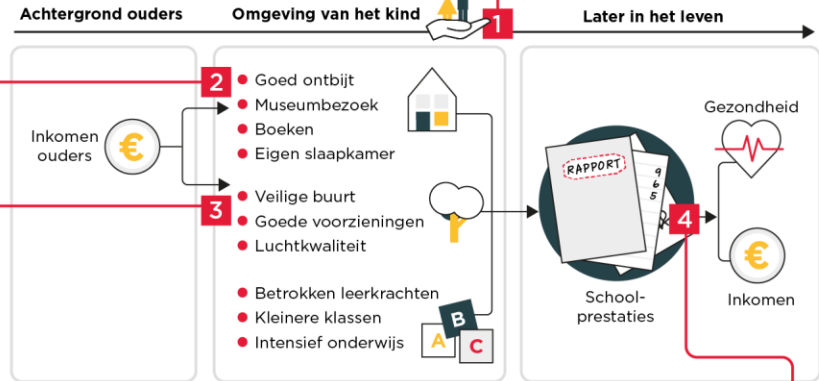 Achtergrond ouders
Omgeving van het kind
Later in het leven
1
2
3
4
Inkomen
ouders
€
Goed ontbijt
Museumbezoek
Boeken
Eigen slaapkamer
Veilige buurt
Goede voorzieningen
Luchtkwaliteit
Betrokken leerkrachten
Kleinere klassen
Intensief onderwijs
A
B
C
RAPPORT
9
6
5
School-
prestaties
Gezondheid
€
Inkomen